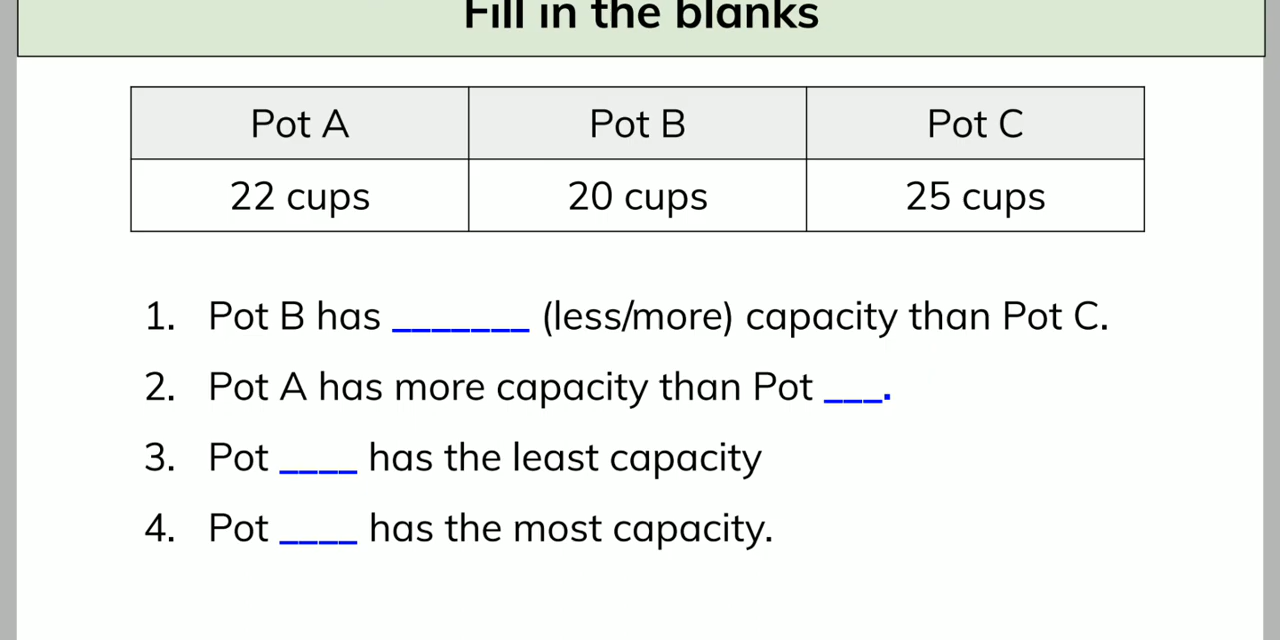 Fill in the blanks
Pot A Pot B Pot C
22 cups 20 cups 25 cups
1. Pot B has _______ (less/more) capacity than Pot C.
2. Pot A has more capacity than Pot ___.
3. Pot ____ has the least capacity
4. Pot ____ has the most capacity.